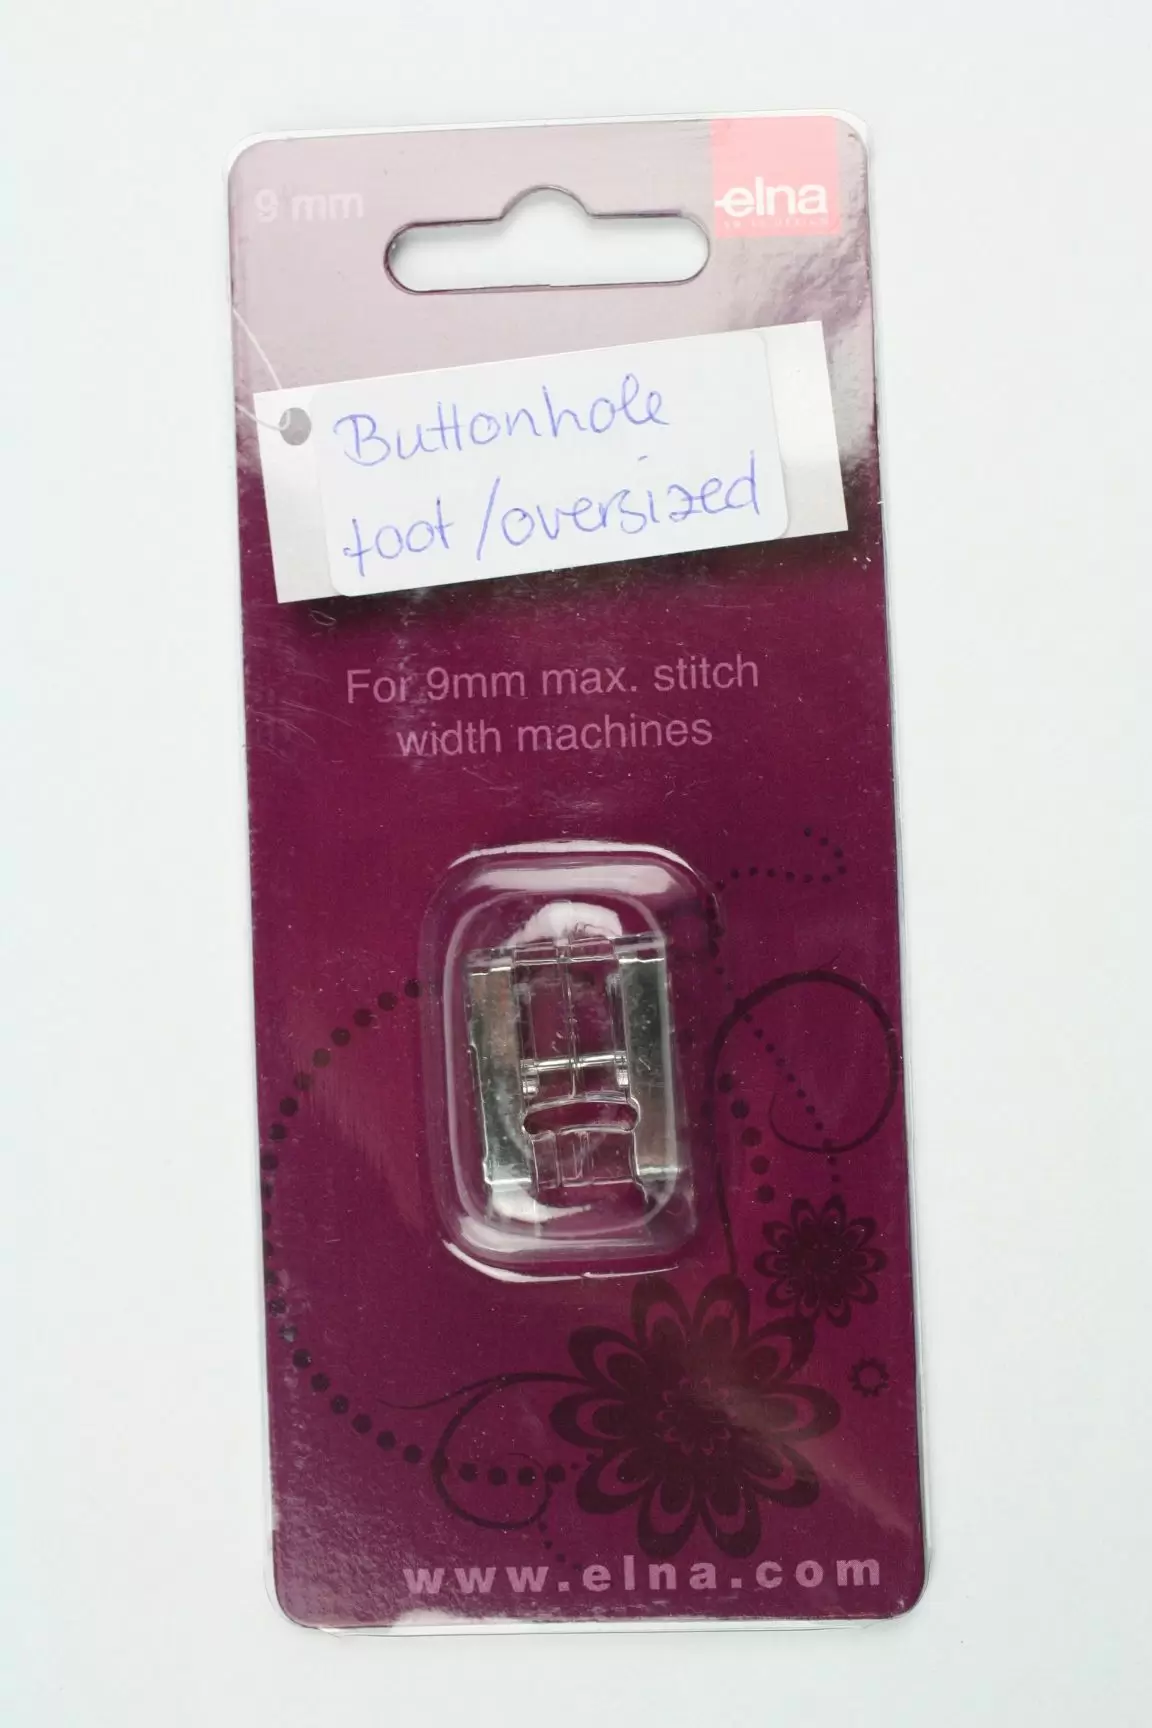 9 mm
elna
Buttonhole
foot/oversized
For 9mm max. stitch
width machines
www.elna.com